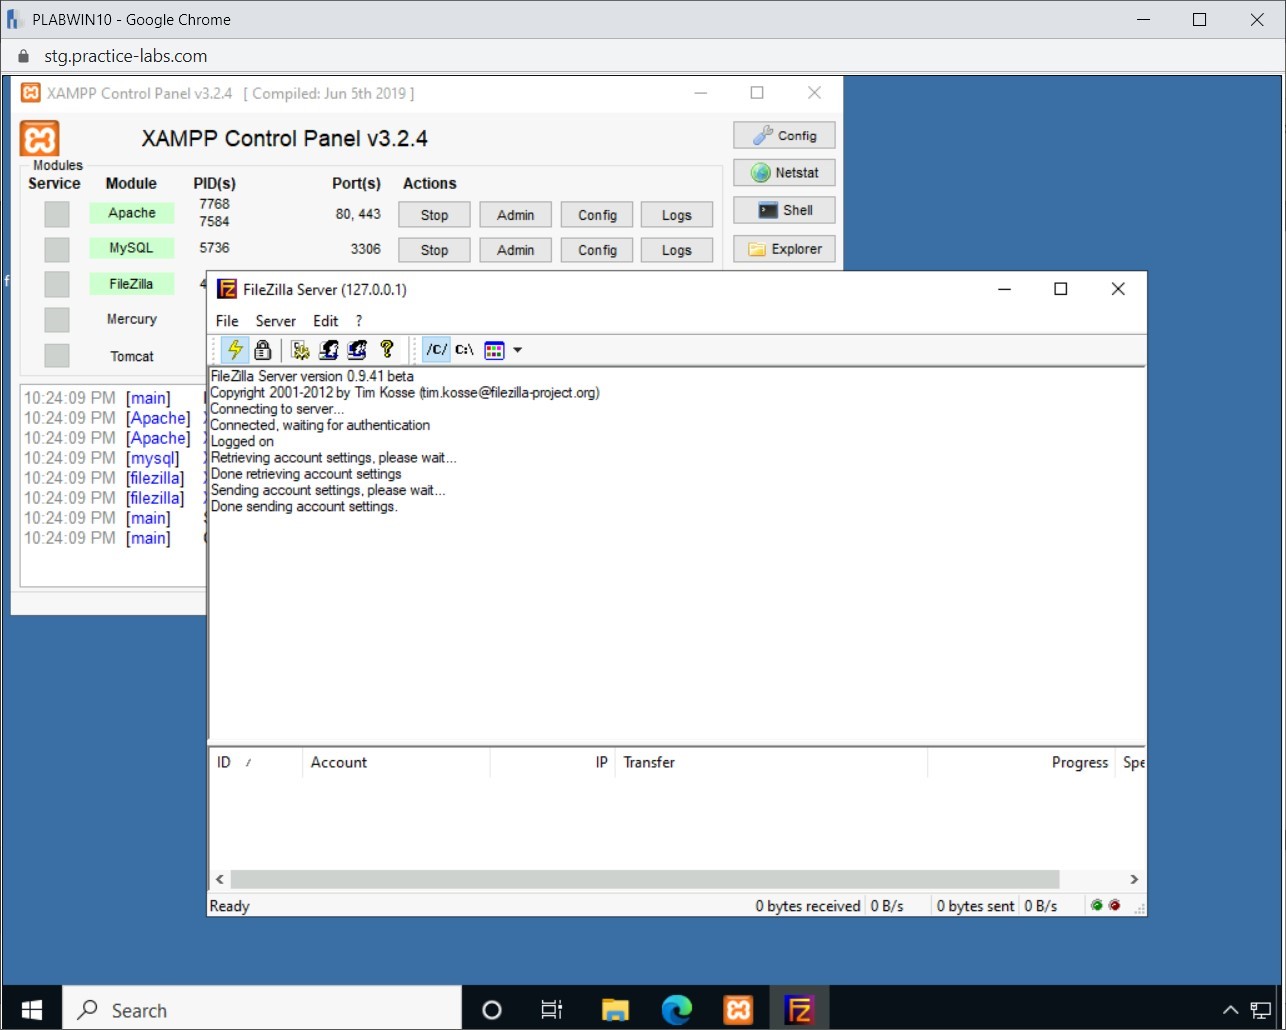 PLABWIN10 - Google Chrome
stg.practice-labs.com
XAMPP Control Panel v3.2.4 [ Compiled: Jun 5th 2019 ]
XAMPP Control Panel v3.2.4
Config
Modules
Service Module PID(s) Port(s) Actions
Netstat
Apache 7768 7584 80, 443 Stop Admin Config Logs
Shell
MySQL 5736 3306 Stop Admin Config Logs
Explorer
FileZilla 4
Mercury
Tomcat
10:24:09 PM [main]
10:24:09 PM [Apache]
10:24:09 PM [Apache]
10:24:09 PM [mysql]
10:24:09 PM [filezilla]
10:24:09 PM [filezilla]
10:24:09 PM [main]
10:24:09 PM [main]
FileZilla Server (127.0.0.1)
File Server Edit ?
/C/ C:\
FileZilla Server version 0.9.41 beta
Copyright 2001-2012 by Tim Kosse (tim.kosse@filezilla-project.org)
Connecting to server...
Connected, waiting for authentication
Logged on
Retrieving account settings, please wait...
Done retrieving account settings
Sending account settings, please wait...
Done sending account settings.
ID / Account IP Transfer Progress Spe
Ready 0 bytes received 0 B/s 0 bytes sent 0 B/s
Search